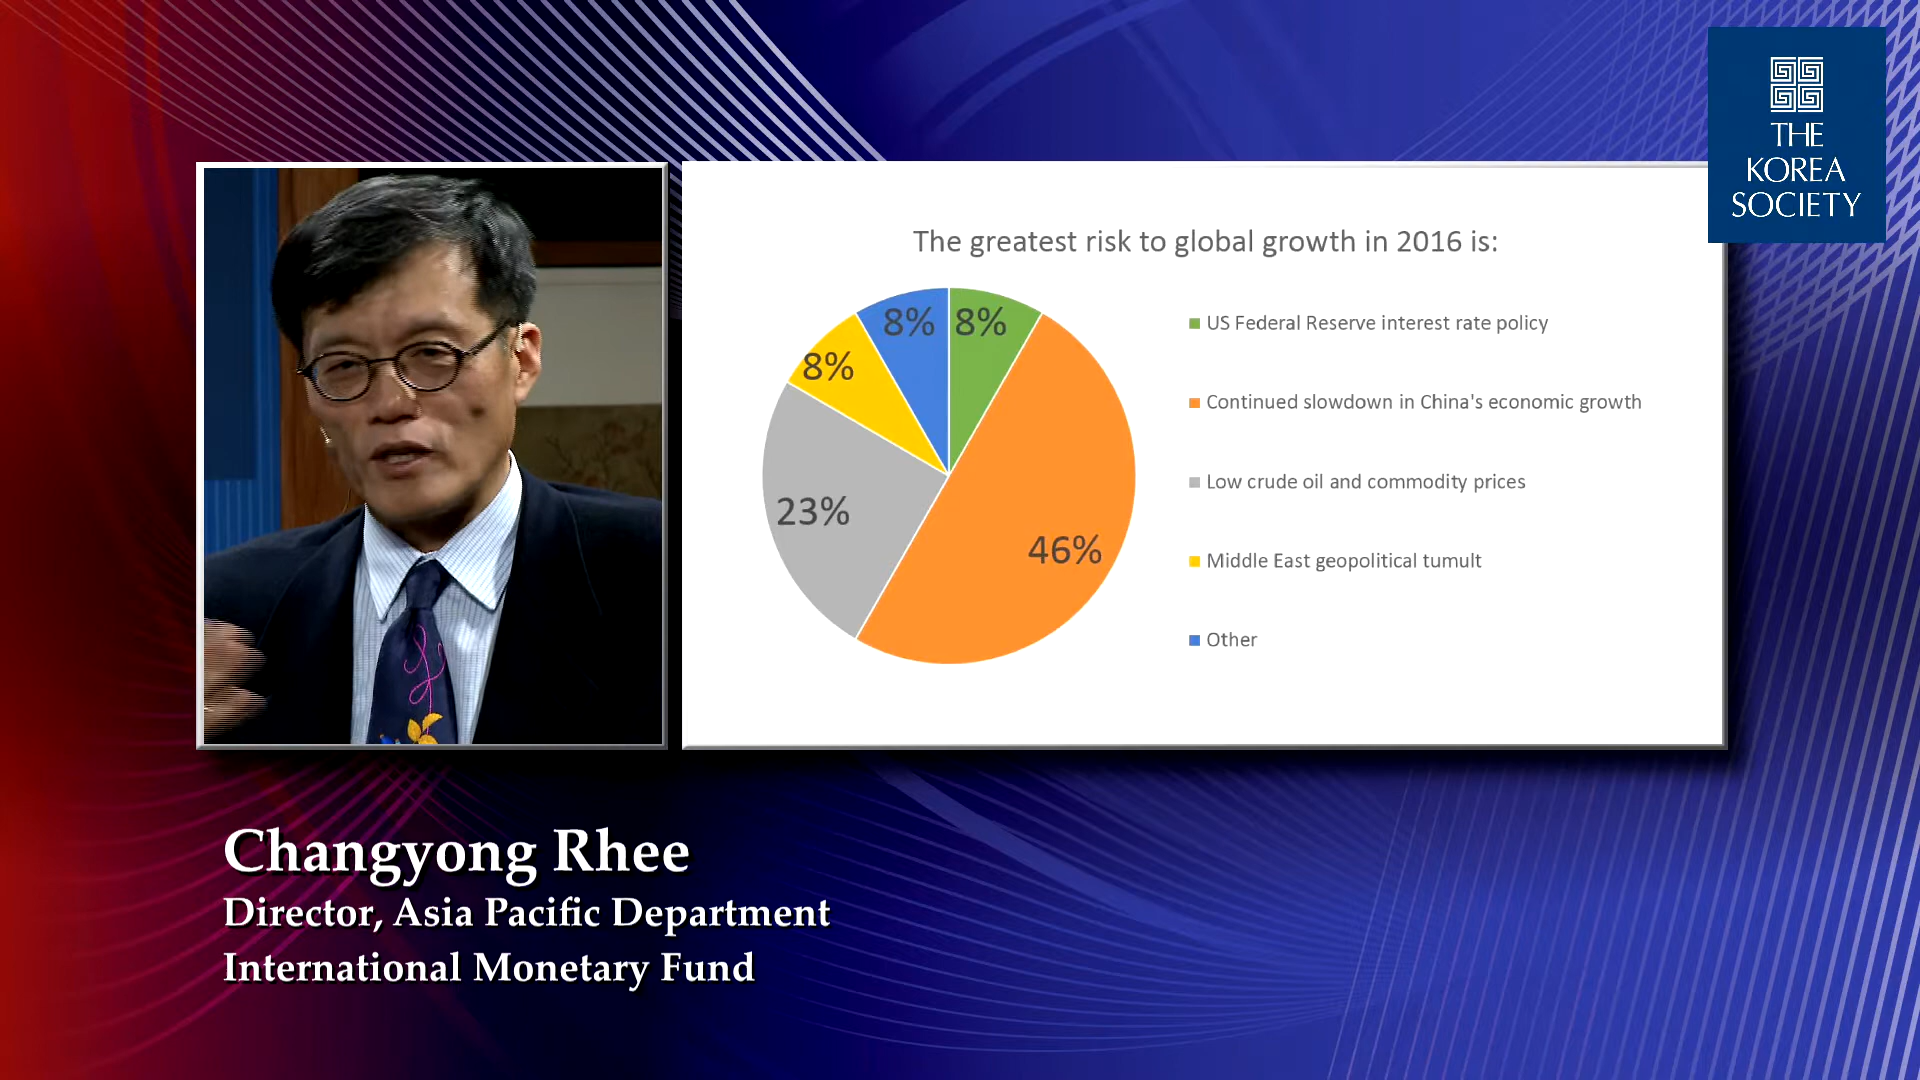 THE
KOREA
SOCIETY
The greatest risk to global growth in 2016 is:
8%
8%
8%
23%
46%
US Federal Reserve interest rate policy
Continued slowdown in China's economic growth
Low crude oil and commodity prices
Middle East geopolitical tumult
Other
Changyong Rhee
Director, Asia Pacific Department
International Monetary Fund